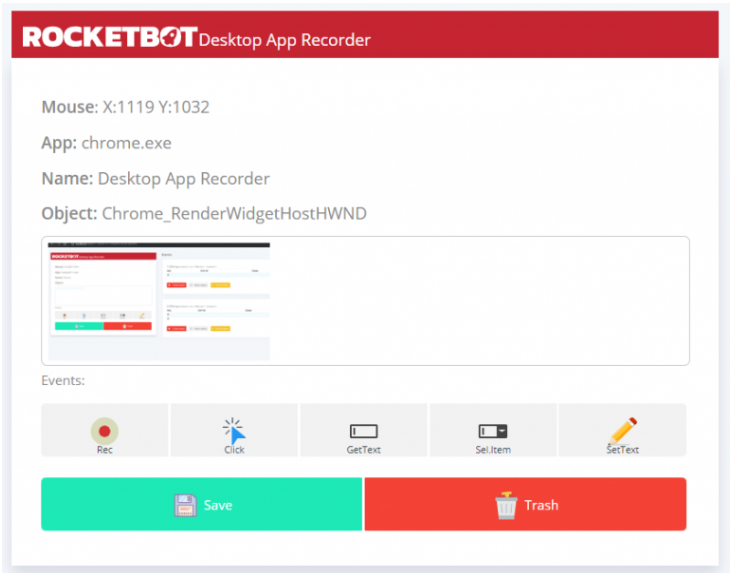 ROCKETBOT Desktop App Recorder
Mouse: X:1119 Y:1032
App: chrome.exe
Name: Desktop App Recorder
Object: Chrome_RenderWidgetHostHWND
ROCKETBOT
Events:
Rec
Click
GetText
Sel.Item
SetText
Save
Trash